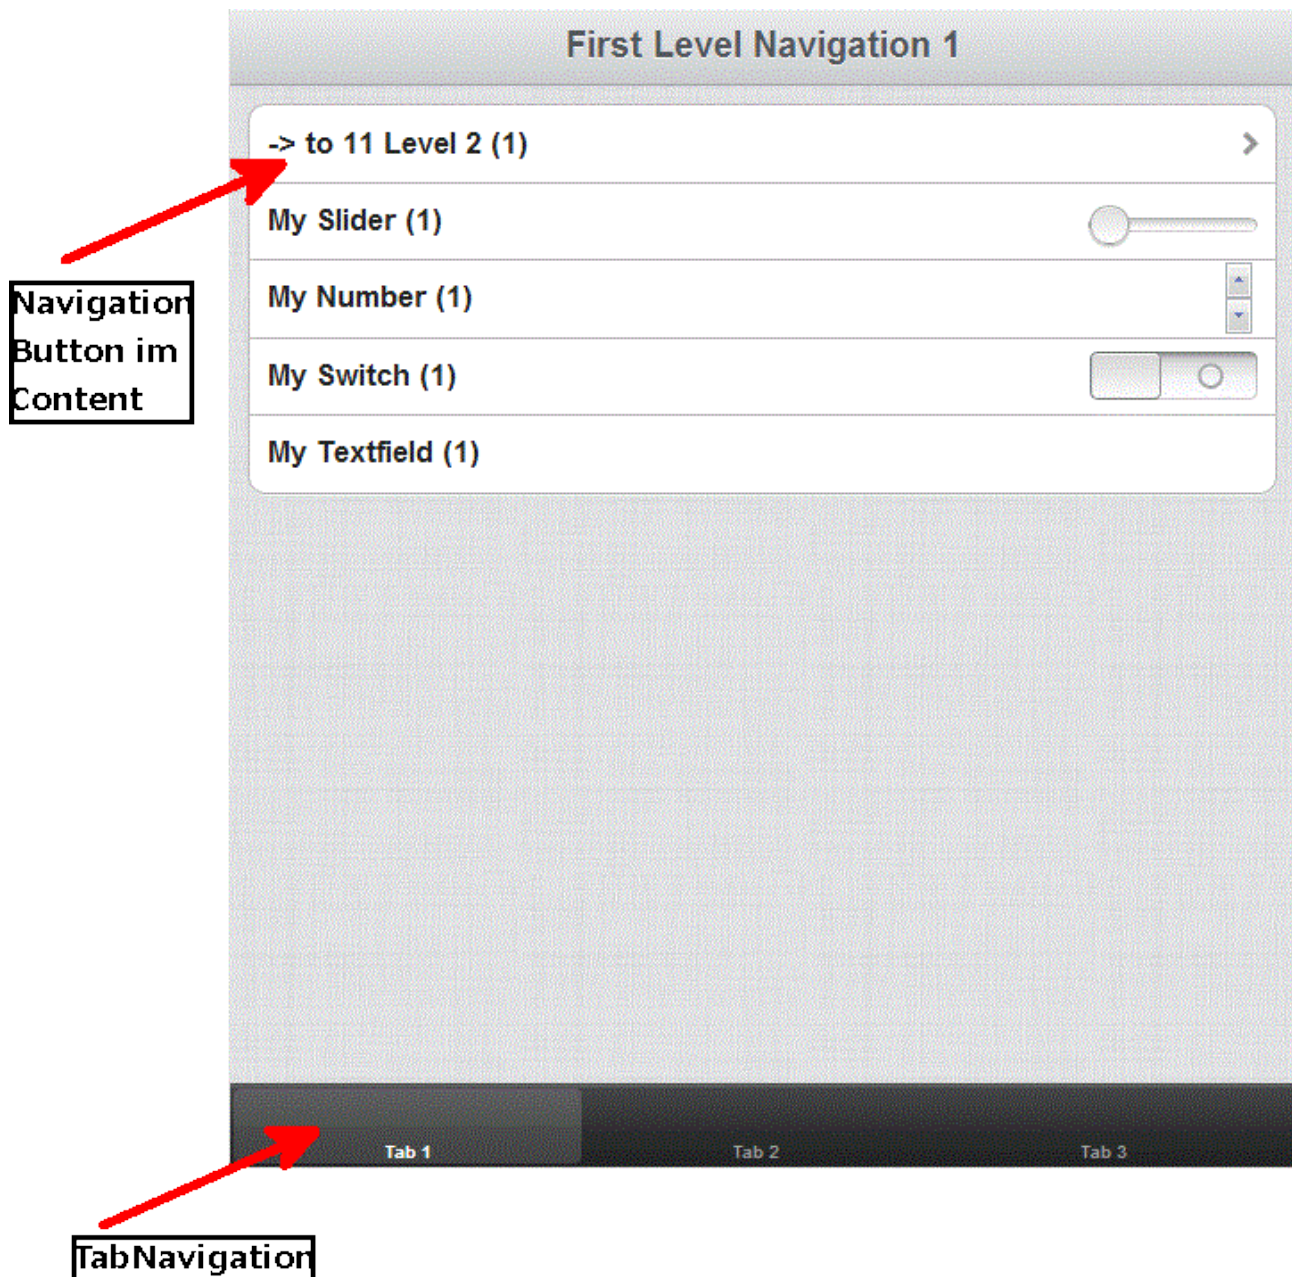 First Level Navigation 1
-> to 11 Level 2 (1)
My Slider (1)
My Number (1)
My Switch (1)
My Textfield (1)
Navigation
Button im
Content
Tab 1
Tab 2
Tab 3
TabNavigation